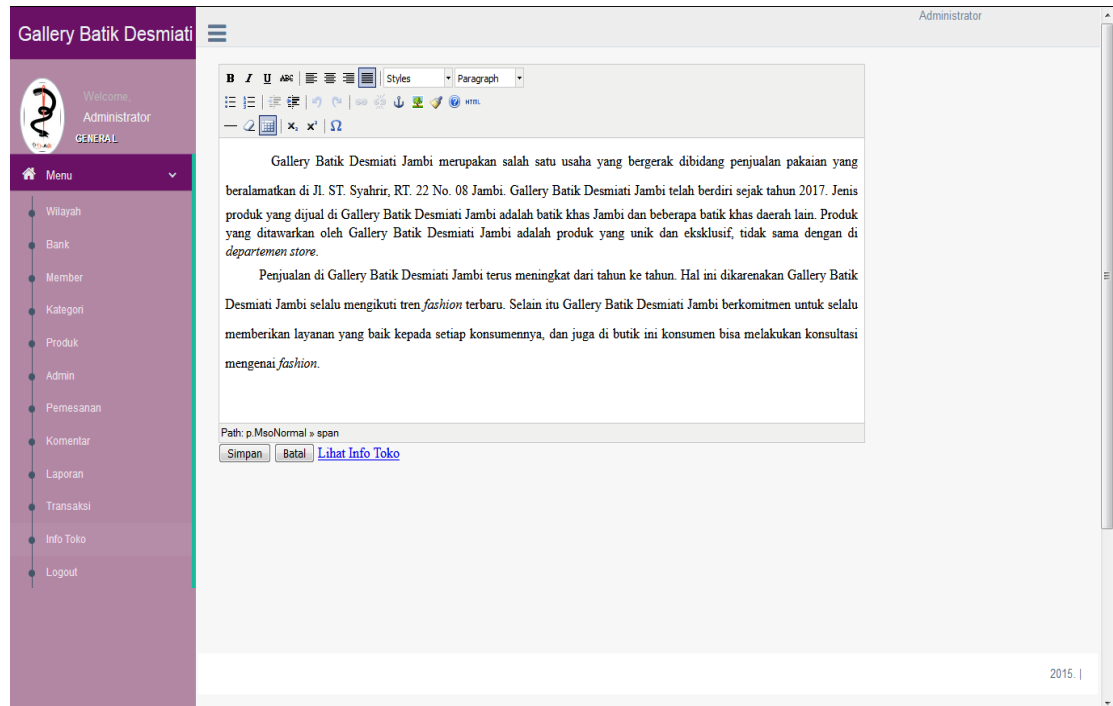 Gallery Batik Desmiati
Administrator
Welcome,
Administrator
GENERAL
Menu
Wilayah
Bank
Member
Kategori
Produk
Admin
Pemesanan
Komentar
Laporan
Transaksi
Info Toko
Logout
B I U ABC Styles Paragraph
HTML
x₂ x² Ω
Gallery Batik Desmiati Jambi merupakan salah satu usaha yang bergerak dibidang penjualan pakaian yang
beralamatkan di Jl. ST. Syahrir, RT. 22 No. 08 Jambi. Gallery Batik Desmiati Jambi telah berdiri sejak tahun 2017. Jenis
produk yang dijual di Gallery Batik Desmiati Jambi adalah batik khas Jambi dan beberapa batik khas daerah lain. Produk
yang ditawarkan oleh Gallery Batik Desmiati Jambi adalah produk yang unik dan eksklusif, tidak sama dengan di
departemen store.
Penjualan di Gallery Batik Desmiati Jambi terus meningkat dari tahun ke tahun. Hal ini dikarenakan Gallery Batik
Desmiati Jambi selalu mengikuti tren fashion terbaru. Selain itu Gallery Batik Desmiati Jambi berkomitmen untuk selalu
memberikan layanan yang baik kepada setiap konsumennya, dan juga di butik ini konsumen bisa melakukan konsultasi
mengenai fashion.
Path: p.MsoNormal » span
Simpan Batal Lihat Info Toko
2015. |